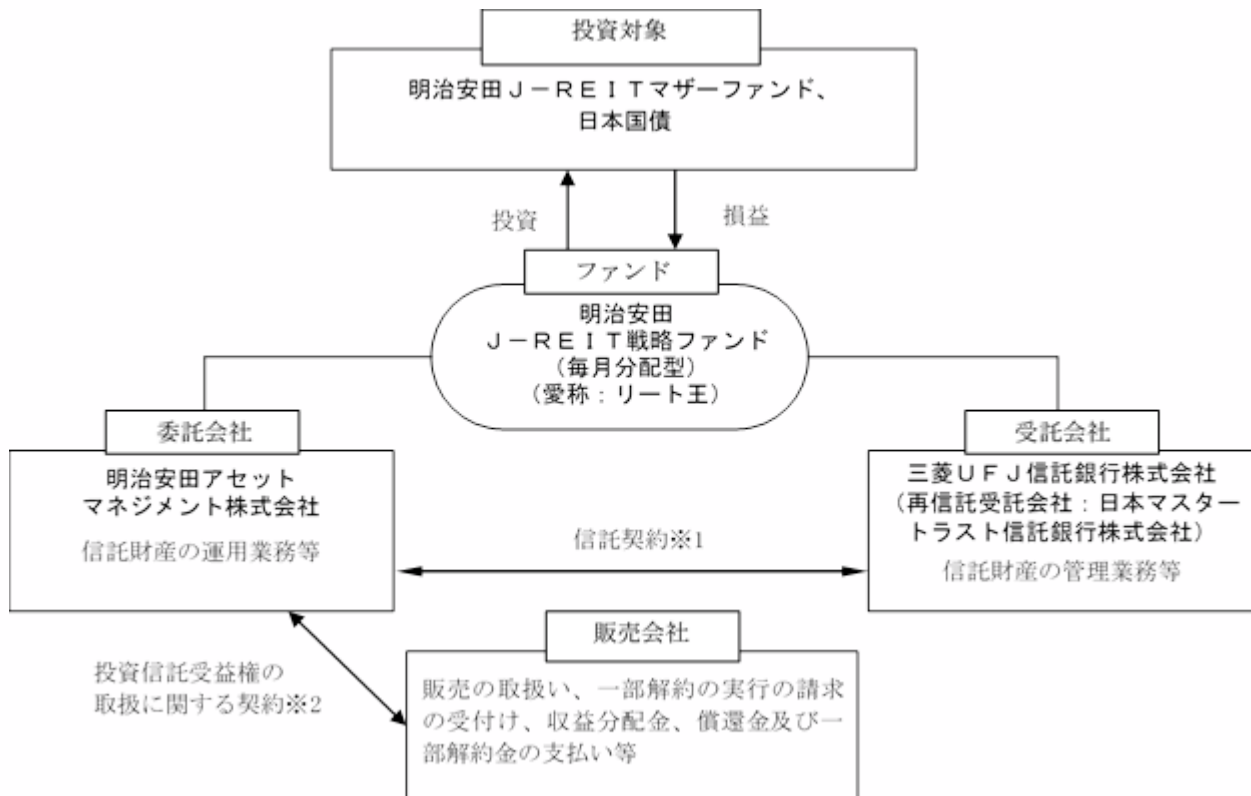 投資対象
明治安田Ｊ－ＲＥＩＴマザーファンド、
日本国債
投資
損益
ファンド
明治安田
Ｊ－ＲＥＩＴ戦略ファンド
（毎月分配型）
（愛称：リート王）
委託会社
明治安田アセット
マネジメント株式会社
信託財産の運用業務等
受託会社
三菱ＵＦＪ信託銀行株式会社
（再信託受託会社：日本マスター
トラスト信託銀行株式会社）
信託財産の管理業務等
信託契約※1
投資信託受益権の
取扱に関する契約※2
販売会社
販売の取扱い、一部解約の実行の請求
の受付け、収益分配金、償還金及び一
部解約金の支払い等